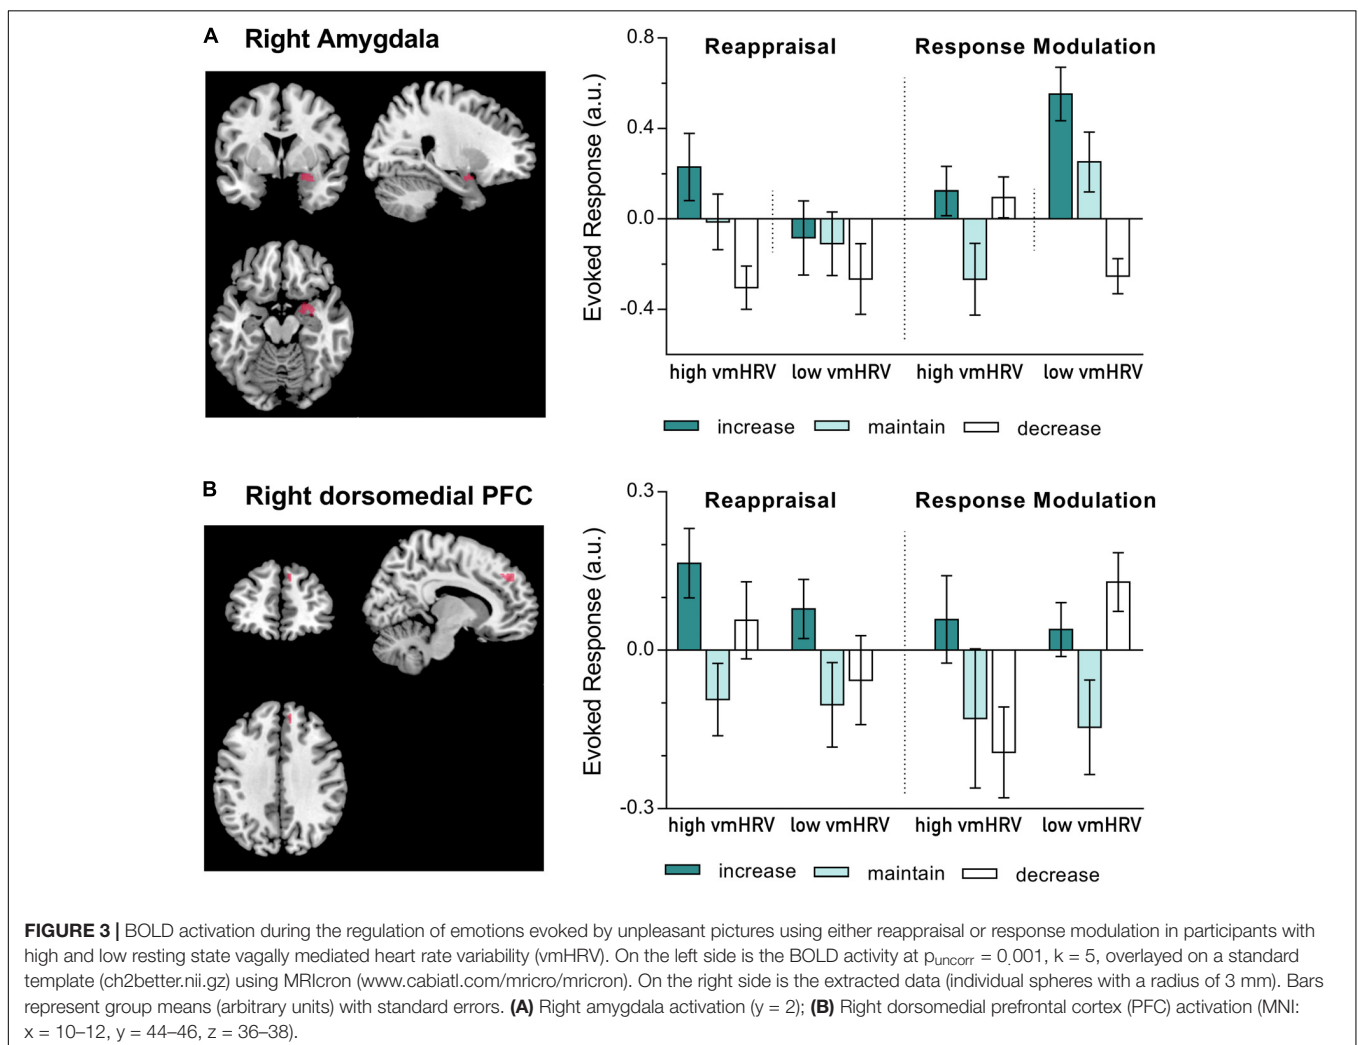 A Right Amygdala
Reappraisal Response Modulation
Evoked Response (a.u.)
0.8
0.4
0.0
-0.4
high vmHRV low vmHRV high vmHRV low vmHRV
increase maintain decrease
B Right dorsomedial PFC
Reappraisal Response Modulation
Evoked Response (a.u.)
0.3
0.0
-0.3
high vmHRV low vmHRV high vmHRV low vmHRV
increase maintain decrease
FIGURE 3 | BOLD activation during the regulation of emotions evoked by unpleasant pictures using either reappraisal or response modulation in participants with
high and low resting state vagally mediated heart rate variability (vmHRV). On the left side is the BOLD activity at puncorr = 0.001, k = 5, overlayed on a standard
template (ch2better.nii.gz) using MRIcron (www.cabiatl.com/mricro/mricron). On the right side is the extracted data (individual spheres with a radius of 3 mm). Bars
represent group means (arbitrary units) with standard errors. (A) Right amygdala activation (y = 2); (B) Right dorsomedial prefrontal cortex (PFC) activation (MNI:
x = 10–12, y = 44–46, z = 36–38).